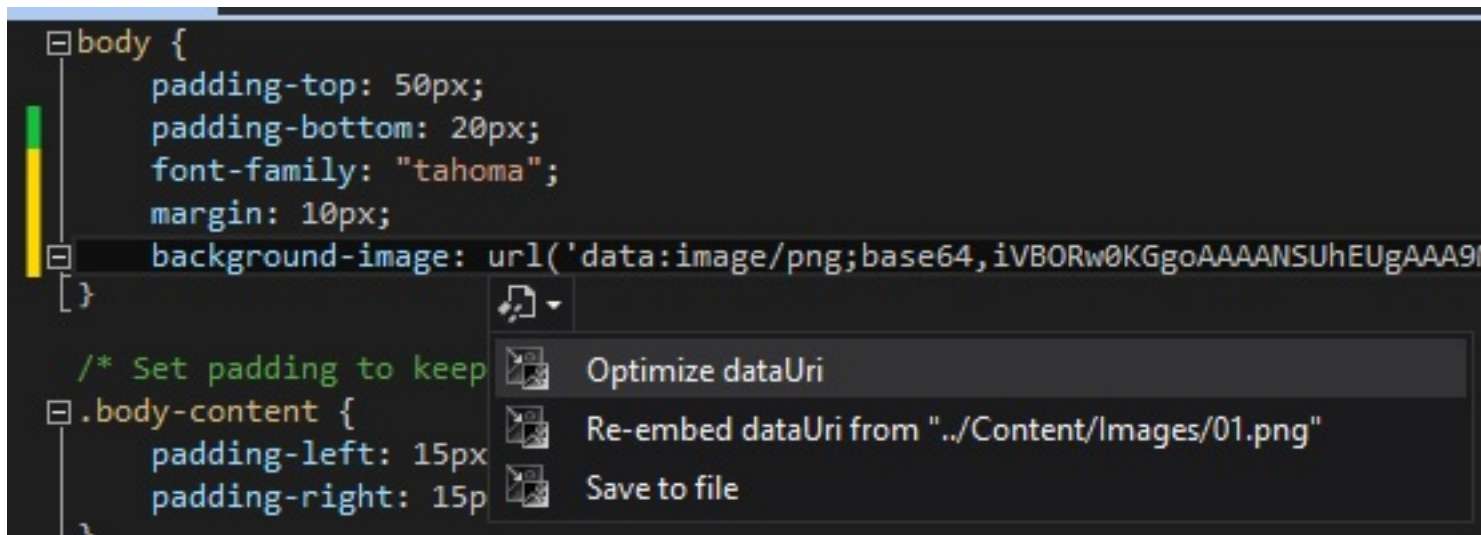 body {
padding-top: 50px;
padding-bottom: 20px;
font-family: "tahoma";
margin: 10px;
background-image: url('data:image/png;base64,iVBORw0KGgoAAAANSUhEUgAAA9
}
/* Set padding to keep
Optimize dataUri
.body-content {
Re-embed dataUri from "../Content/Images/01.png"
padding-left: 15px
padding-right: 15p
Save to file
}